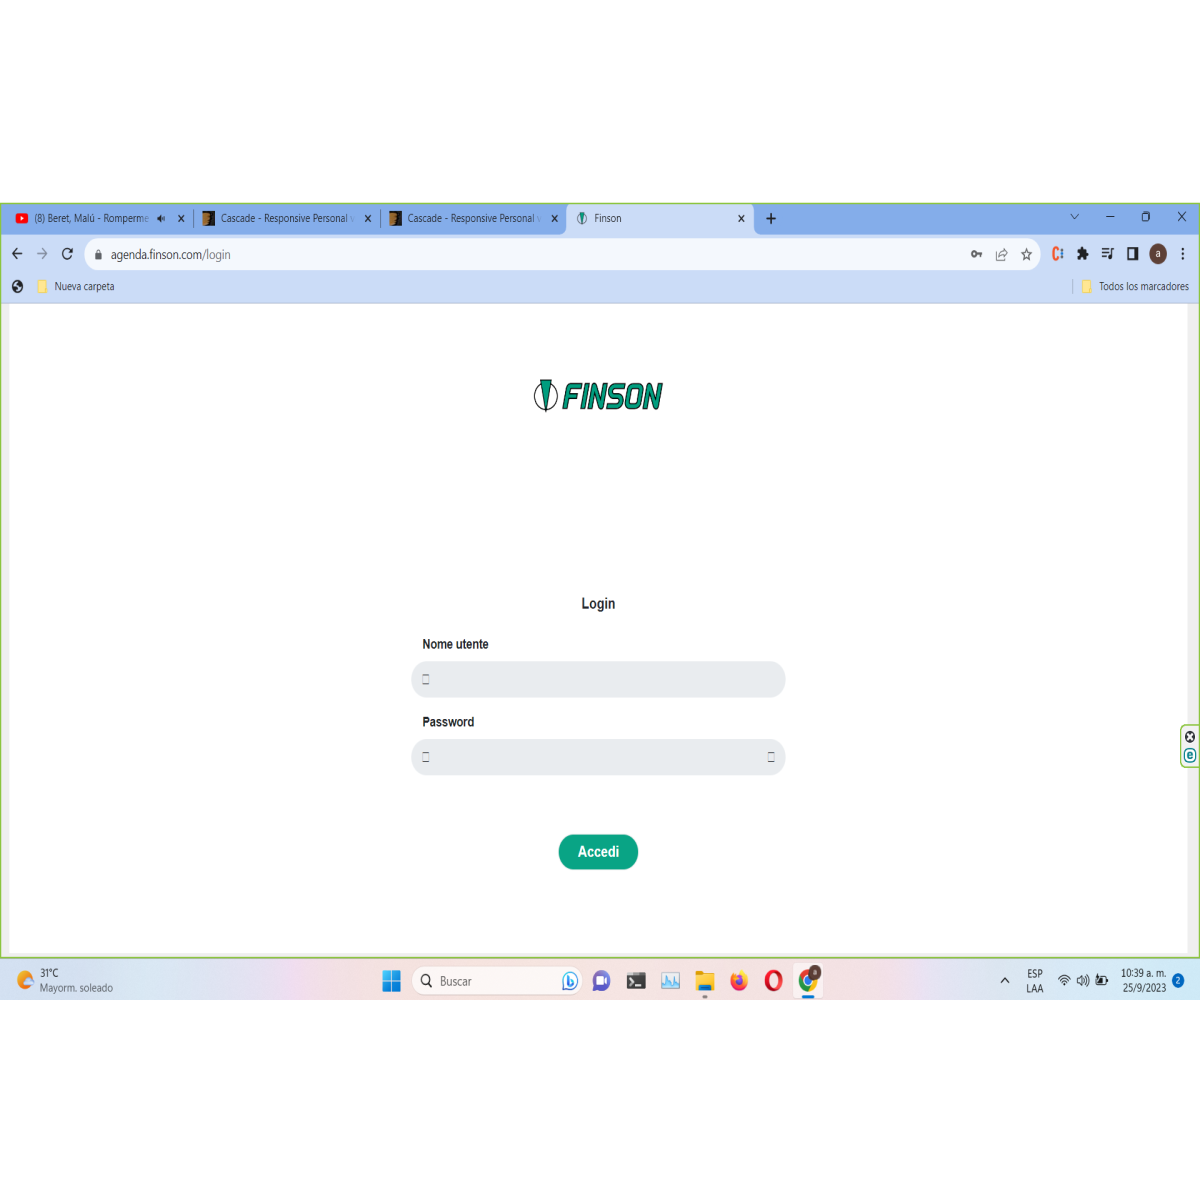 (8) Beret, Malú - Romperme
Cascade - Responsive Personal
Cascade - Responsive Personal
Finson
agenda.finson.com/login
a
Nueva carpeta
Todos los marcadores
FINSON
Login
Nome utente
Password
Accedi
31°C
Mayorm. soleado
Buscar
ESP
LAA
10:39 a. m.
25/9/2023
2